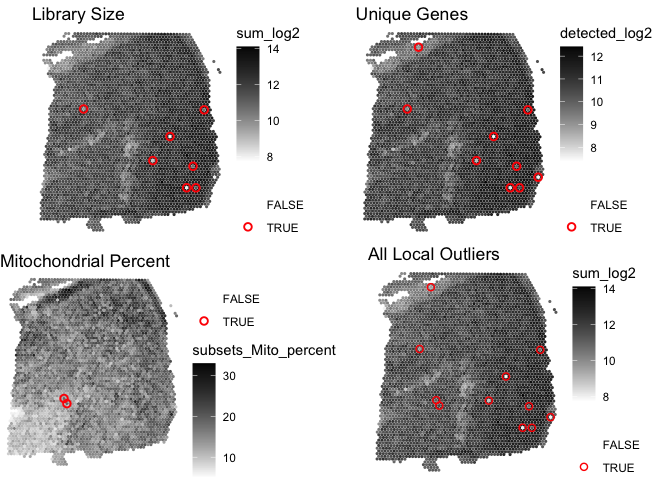 Library Size
sum_log2
14
12
10
8
FALSE
TRUE
Unique Genes
detected_log2
12
11
10
9
8
FALSE
TRUE
Mitochondrial Percent
FALSE
TRUE
subsets_Mito_percent
30
20
10
All Local Outliers
sum_log2
14
12
10
8
FALSE
TRUE